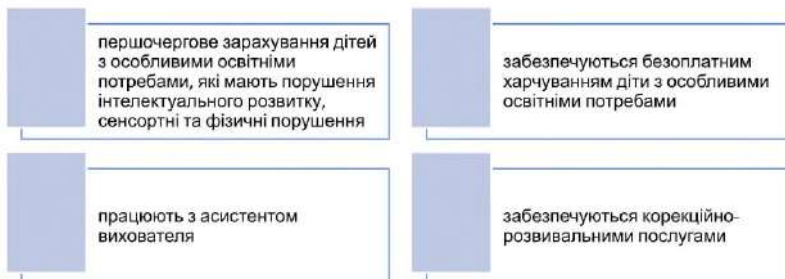 першочергове зарахування дітей
з особливими освітніми
потребами, які мають порушення
інтелектуального розвитку,
сенсортні та фізичні порушення
забезпечуються безоплатним
харчуванням діти з особливими
освітніми потребами
працюють з асистентом
вихователя
забезпечуються корекційно-
розвивальними послугами